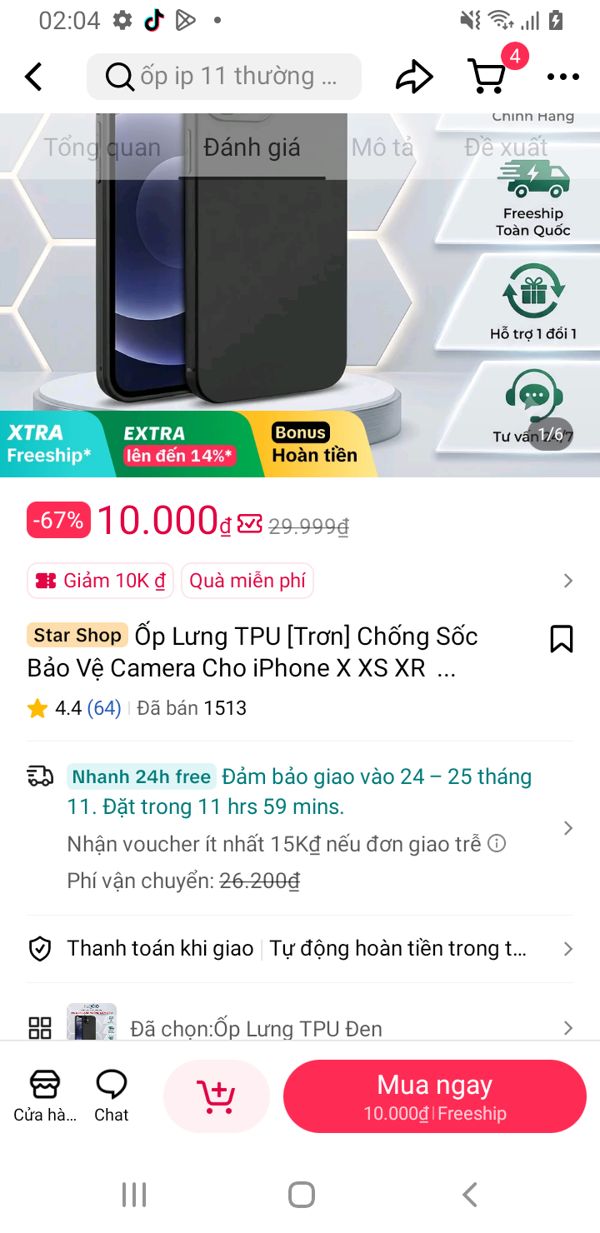 02:04
4
ốp ip 11 thường ...
Chính Hãng
Tổng quan Đánh giá Mô tả Đề xuất
Freeship
Toàn Quốc
Hỗ trợ 1 đổi 1
Tư vấn
1/6
XTRA
Freeship*
EXTRA
lên đến 14%*
Bonus
Hoàn tiền
-67% 10.000₫ 29.999₫
Giảm 10K ₫ Quà miễn phí
Star Shop Ốp Lưng TPU [Trơn] Chống Sốc
Bảo Vệ Camera Cho iPhone X XS XR ...
4.4 (64) Đã bán 1513
Nhanh 24h free Đảm bảo giao vào 24 – 25 tháng
11. Đặt trong 11 hrs 59 mins.
Nhận voucher ít nhất 15K₫ nếu đơn giao trễ
Phí vận chuyển: 26.200₫
Thanh toán khi giao Tự động hoàn tiền trong t...
Đã chọn:Ốp Lưng TPU Đen
Cửa hà... Chat
Mua ngay
10.000₫ Freeship